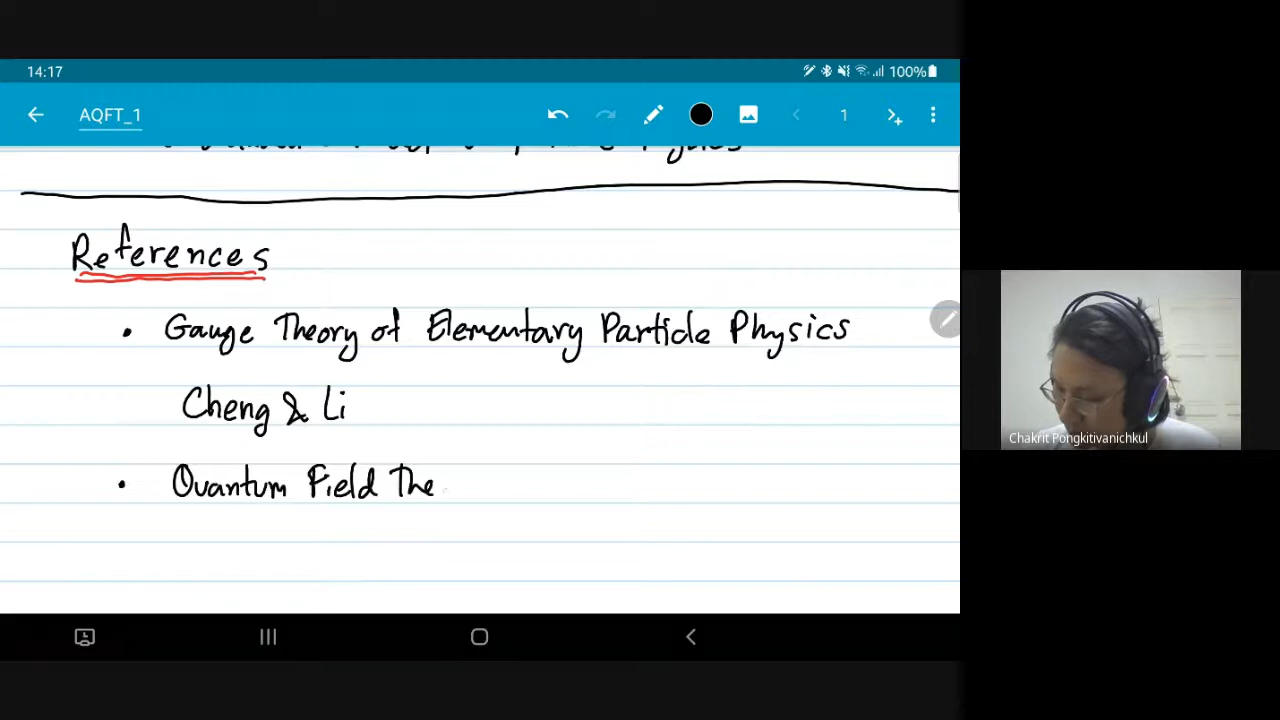 14:17
100%
AQFT_1
1
References
• Gauge Theory of Elementary Particle Physics
Cheng & Li
• Quantum Field The
Chakrit Pongkitivanichkul